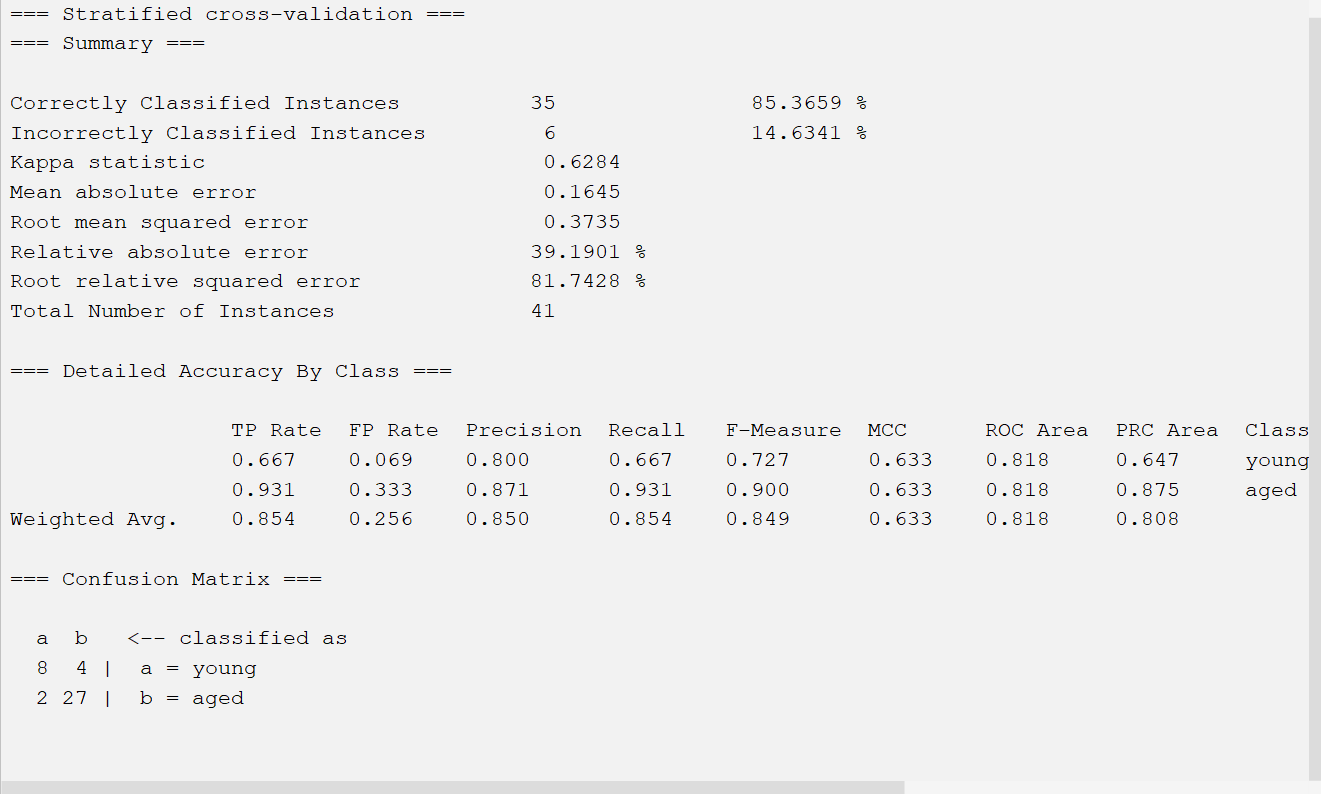 === Stratified cross-validation ===
=== Summary ===
Correctly Classified Instances 35 85.3659 %
Incorrectly Classified Instances 6 14.6341 %
Kappa statistic 0.6284
Mean absolute error 0.1645
Root mean squared error 0.3735
Relative absolute error 39.1901 %
Root relative squared error 81.7428 %
Total Number of Instances 41
=== Detailed Accuracy By Class ===
TP Rate FP Rate Precision Recall F-Measure MCC ROC Area PRC Area Class
0.667 0.069 0.800 0.667 0.727 0.633 0.818 0.647 young
0.931 0.333 0.871 0.931 0.900 0.633 0.818 0.875 aged
Weighted Avg. 0.854 0.256 0.850 0.854 0.849 0.633 0.818 0.808
=== Confusion Matrix ===
a b <-- classified as
8 4 | a = young
2 27 | b = aged